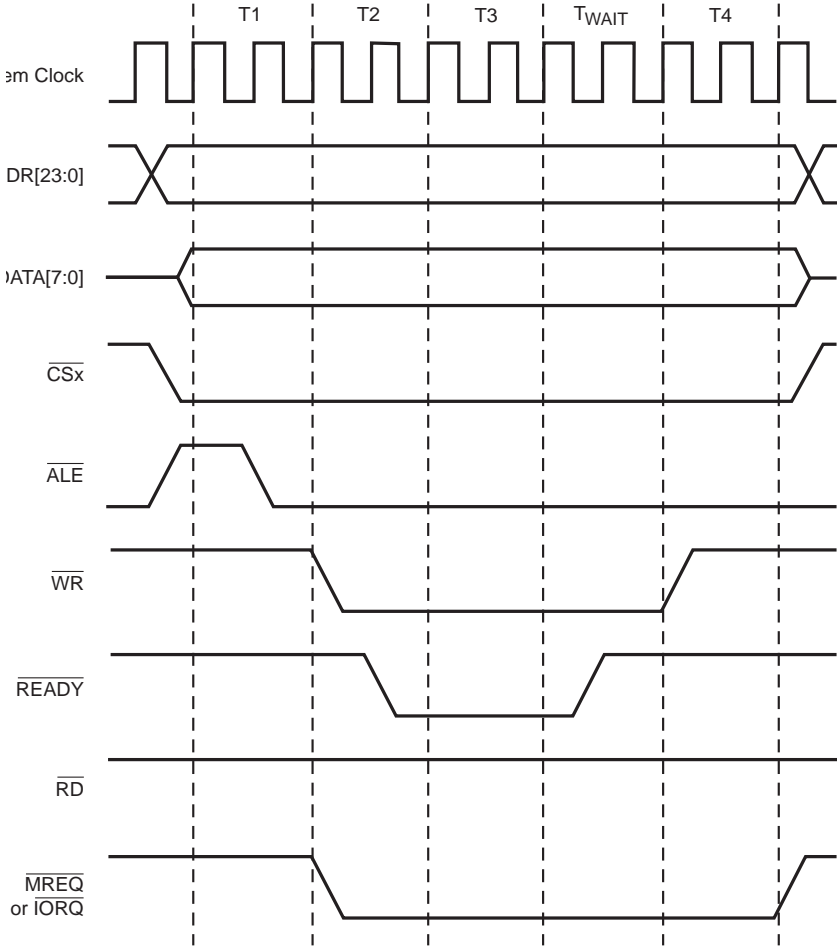 T1 T2 T3 TWAIT T4
em Clock
DR[23:0]
DATA[7:0]
CSx
ALE
WR
READY
RD
MREQ
or IORQ